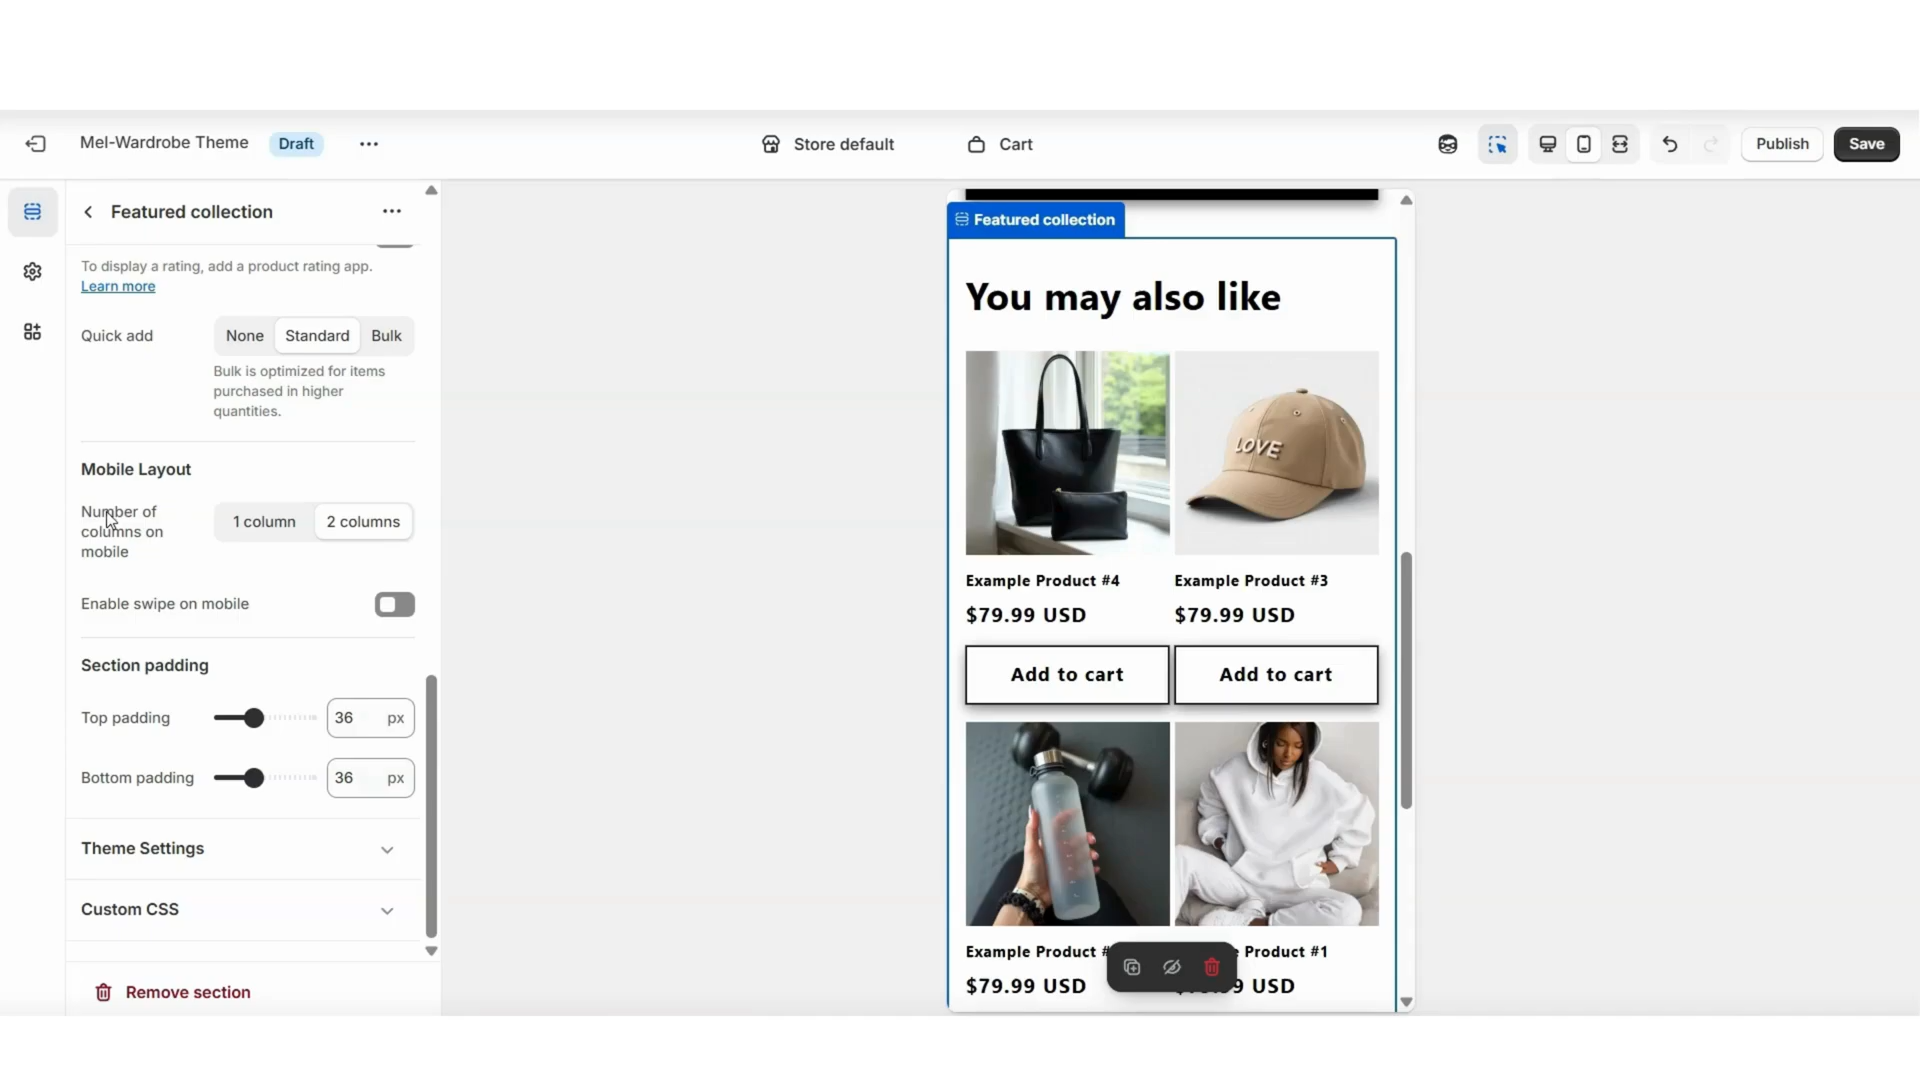 Mel-Wardrobe Theme
Draft
Store default
Cart
Publish
Save
Featured collection
To display a rating, add a product rating app.
Learn more
Quick add
None
Standard
Bulk
Bulk is optimized for items
purchased in higher
quantities.
Mobile Layout
Number of
columns on
mobile
1 column
2 columns
Enable swipe on mobile
Section padding
Top padding
36 px
Bottom padding
36 px
Theme Settings
Custom CSS
Remove section
Featured collection
You may also like
LOVE
Example Product #4
Example Product #3
$79.99 USD
$79.99 USD
Add to cart
Add to cart
Example Product #
Product #1
$79.99 USD
9 USD